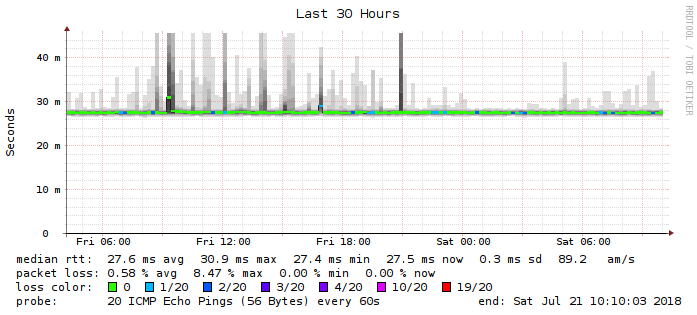 Last 30 Hours
RRDTOOL / TOBI OETIKER
Seconds
40 m
30 m
20 m
10 m
0
Fri 06:00 Fri 12:00 Fri 18:00 Sat 00:00 Sat 06:00
median rtt: 27.6 ms avg 30.9 ms max 27.4 ms min 27.5 ms now 0.3 ms sd 89.2 am/s
packet loss: 0.58 % avg 8.47 % max 0.00 % min 0.00 % now
loss color: 0 1/20 2/20 3/20 4/20 10/20 19/20
probe: 20 ICMP Echo Pings (56 Bytes) every 60s end: Sat Jul 21 10:10:03 2018